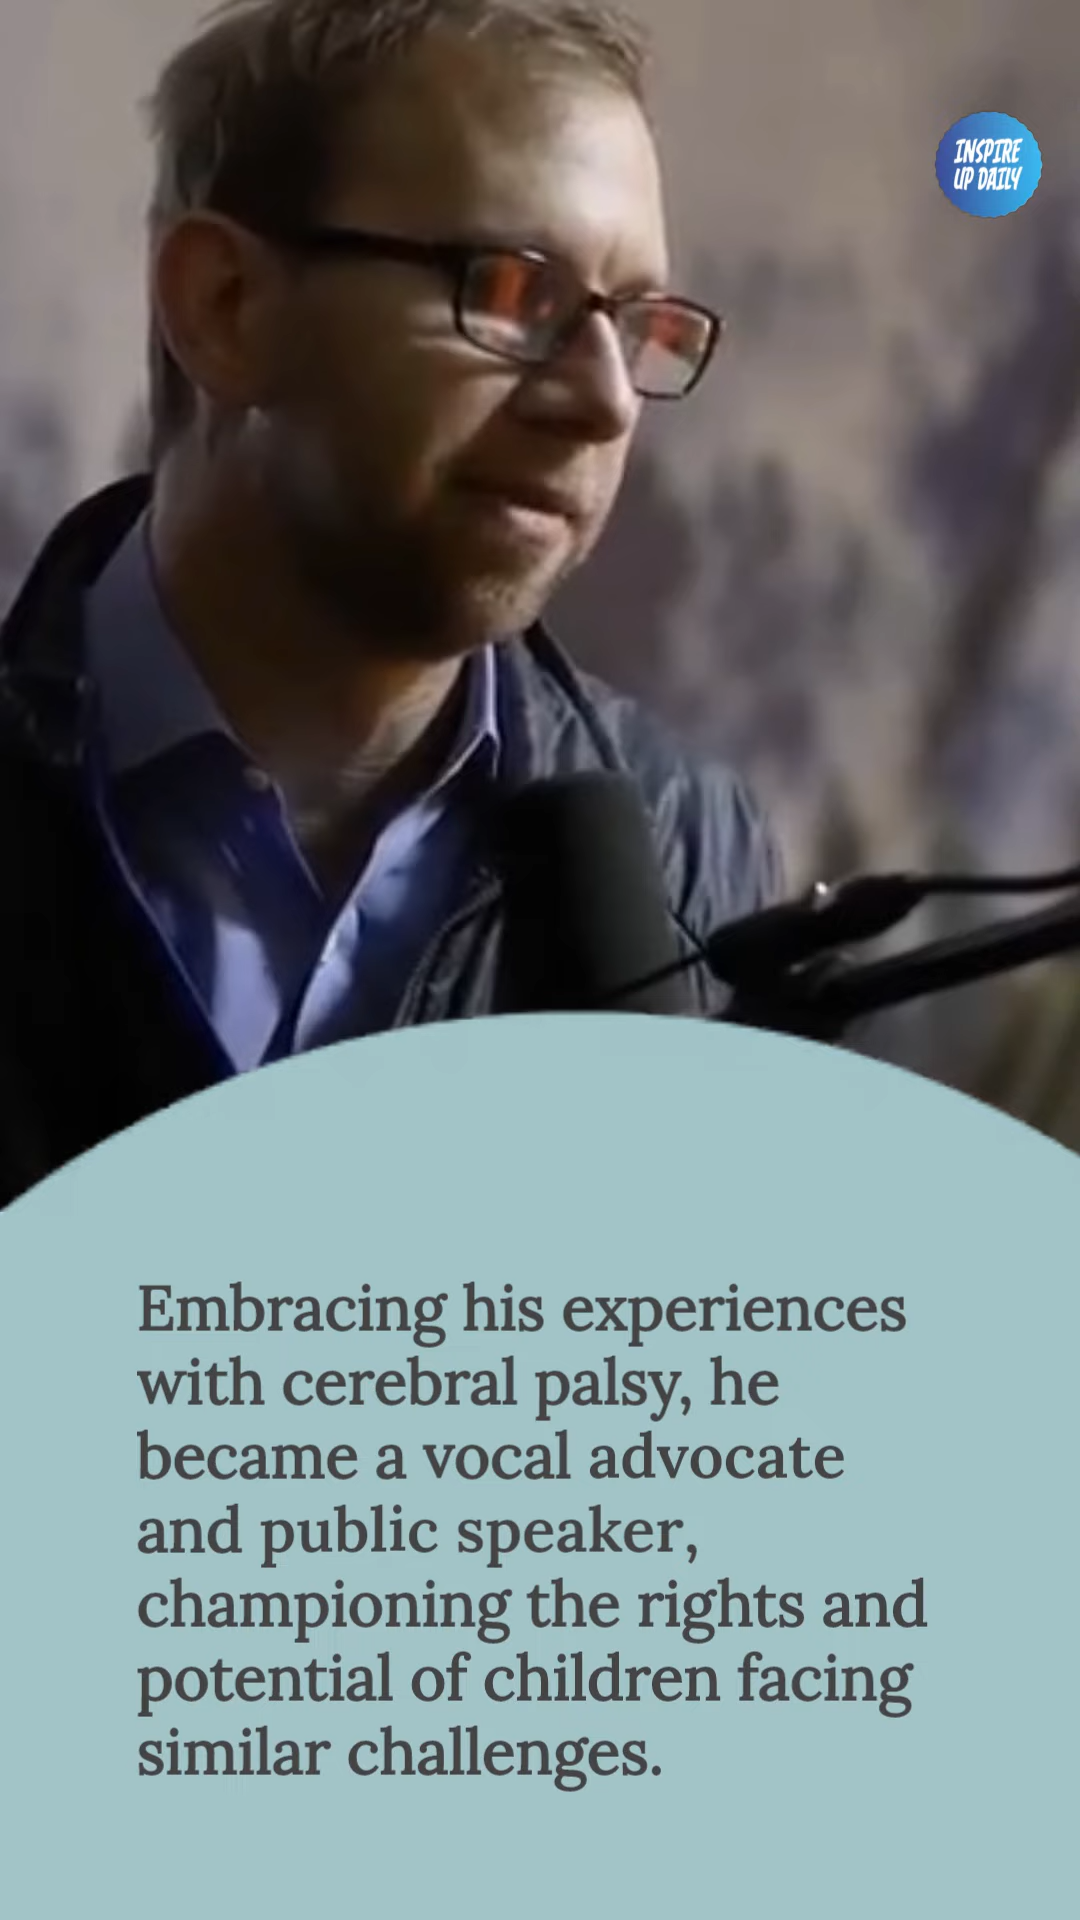 INSPIRE
UP DAILY
Embracing his experiences
with cerebral palsy, he
became a vocal advocate
and public speaker,
championing the rights and
potential of children facing
similar challenges.